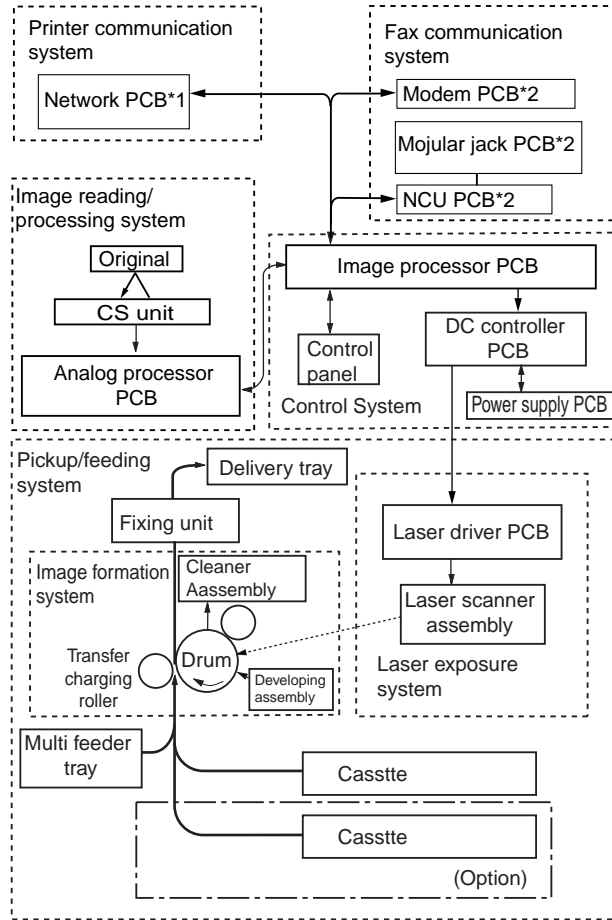 Printer communication
system
Network PCB*1
Fax communication
system
Modem PCB*2
Mojular jack PCB*2
NCU PCB*2
Image reading/
processing system
Original
CS unit
Analog processor
PCB
Image processor PCB
Control
panel
DC controller
PCB
Power supply PCB
Control System
Pickup/feeding
system
Delivery tray
Fixing unit
Image formation
system
Cleaner
Aassembly
Drum
Transfer
charging
roller
Developing
assembly
Laser driver PCB
Laser scanner
assembly
Laser exposure
system
Multi feeder
tray
Casstte
Casstte
(Option)